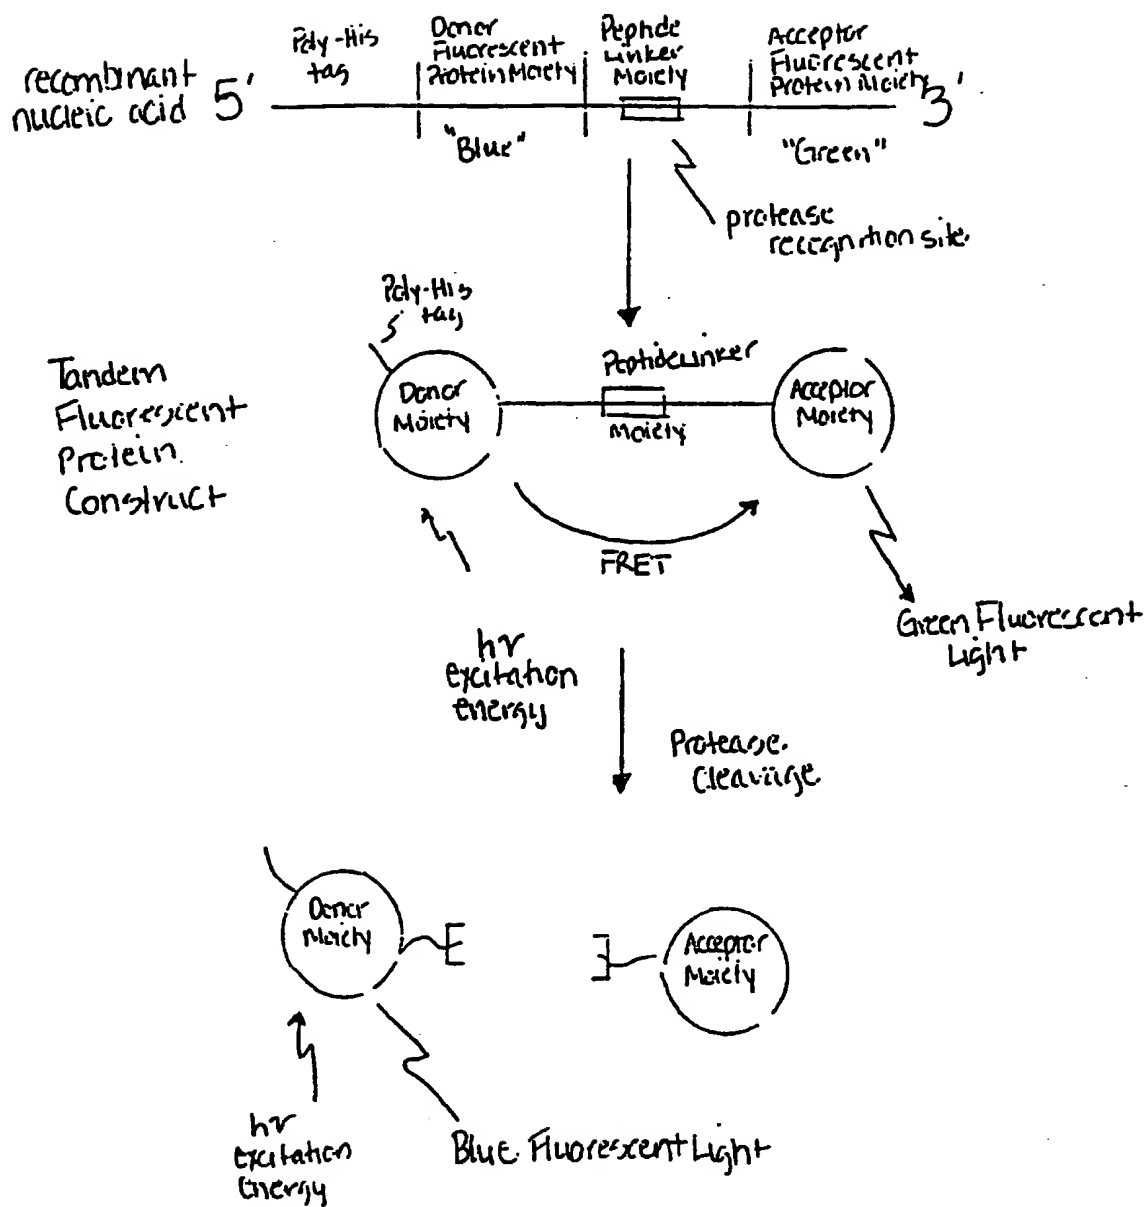 recombinant
nucleic acid
5'
Poly-His
tag
Donor
Fluorescent
Protein Moiety
Peptide
Linker
Moiety
Acceptor
Fluorescent
Protein Moiety
3'
"Blue"
"Green"
protease
recognition site
Poly-His
tag
Tandem
Fluorescent
Protein
Construct
Donor
Moiety
Peptide Linker
Moiety
Acceptor
Moiety
FRET
hν
excitation
energy
Green Fluorescent
Light
Protease
Cleavage
Donor
Moiety
Acceptor
Moiety
hν
excitation
Energy
Blue Fluorescent Light